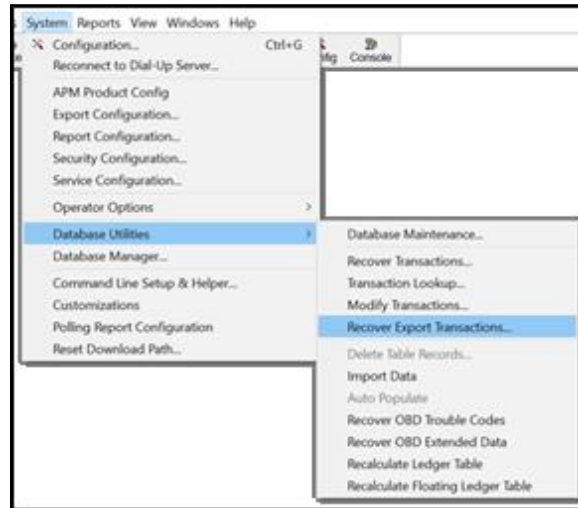 System Reports View Windows Help
Configuration... Ctrl+G
Console
Reconnect to Dial-Up Server...
APM Product Config
Export Configuration...
Report Configuration...
Security Configuration...
Service Configuration...
Operator Options >
Database Utilities >
Database Manager...
Command Line Setup & Helper...
Customizations
Polling Report Configuration
Reset Download Path...
Database Maintenance...
Recover Transactions...
Transaction Lookup...
Modify Transactions...
Recover Export Transactions...
Delete Table Records...
Import Data
Auto Populate
Recover OBD Trouble Codes
Recover OBD Extended Data
Recalculate Ledger Table
Recalculate Floating Ledger Table